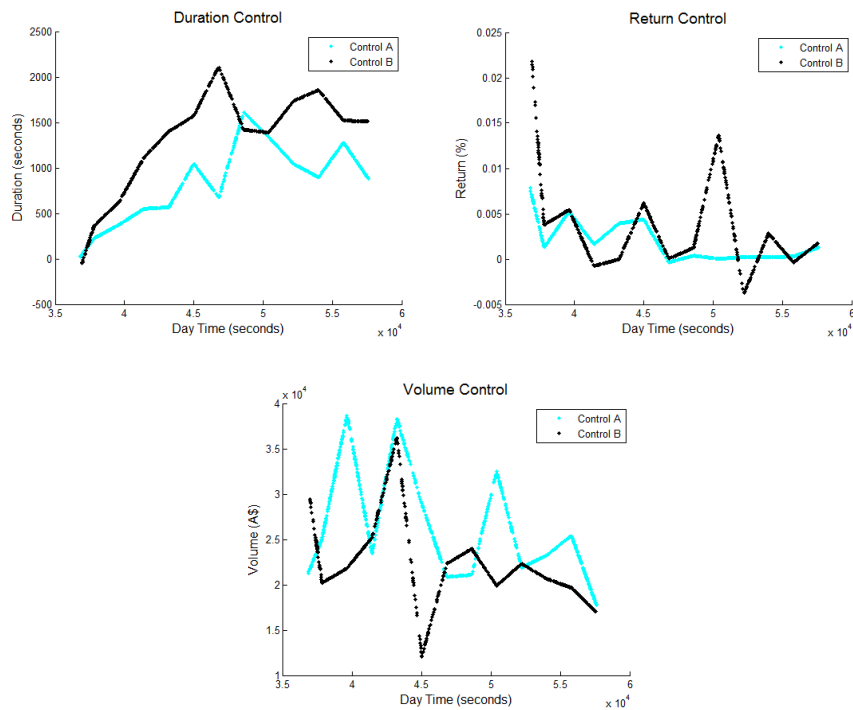 Duration Control
Control A
Control B
2500
2000
1500
1000
500
0
-500
Duration (seconds)
3.5
4
4.5
5
5.5
6
Day Time (seconds)
x 10^4
Return Control
Control A
Control B
0.025
0.02
0.015
0.01
0.005
0
-0.005
Return (%)
3.5
4
4.5
5
5.5
6
Day Time (seconds)
x 10^4
Volume Control
x 10^4
Control A
Control B
4
3.5
3
2.5
2
1.5
1
Volume (A$)
3.5
4
4.5
5
5.5
6
Day Time (seconds)
x 10^4